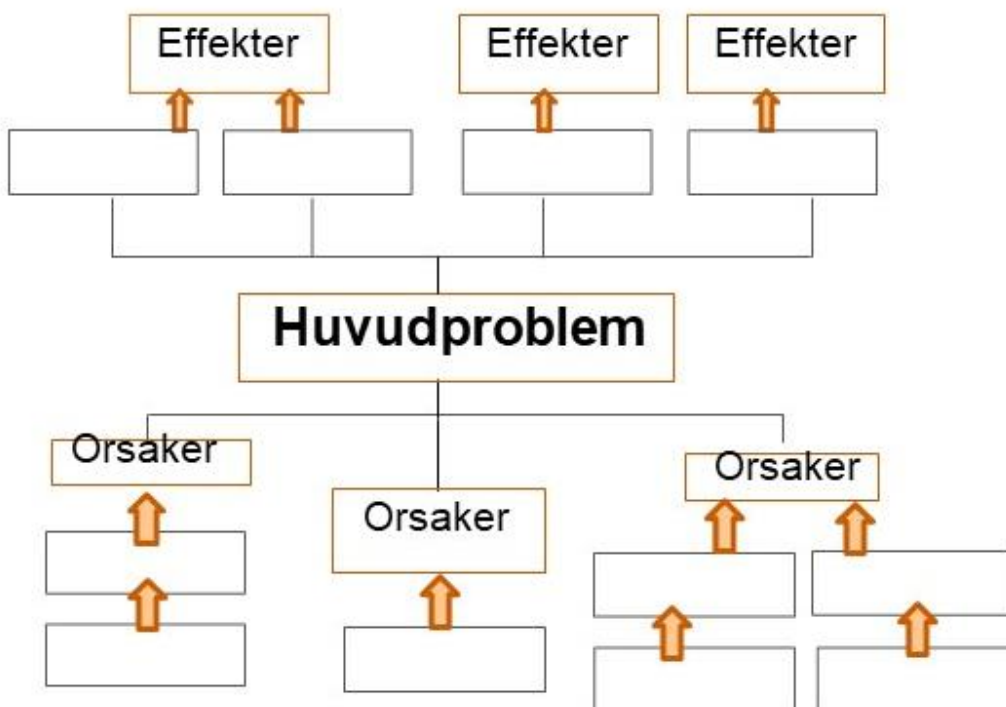 Effekter
Effekter
Effekter
Huvudproblem
Orsaker
Orsaker
Orsaker